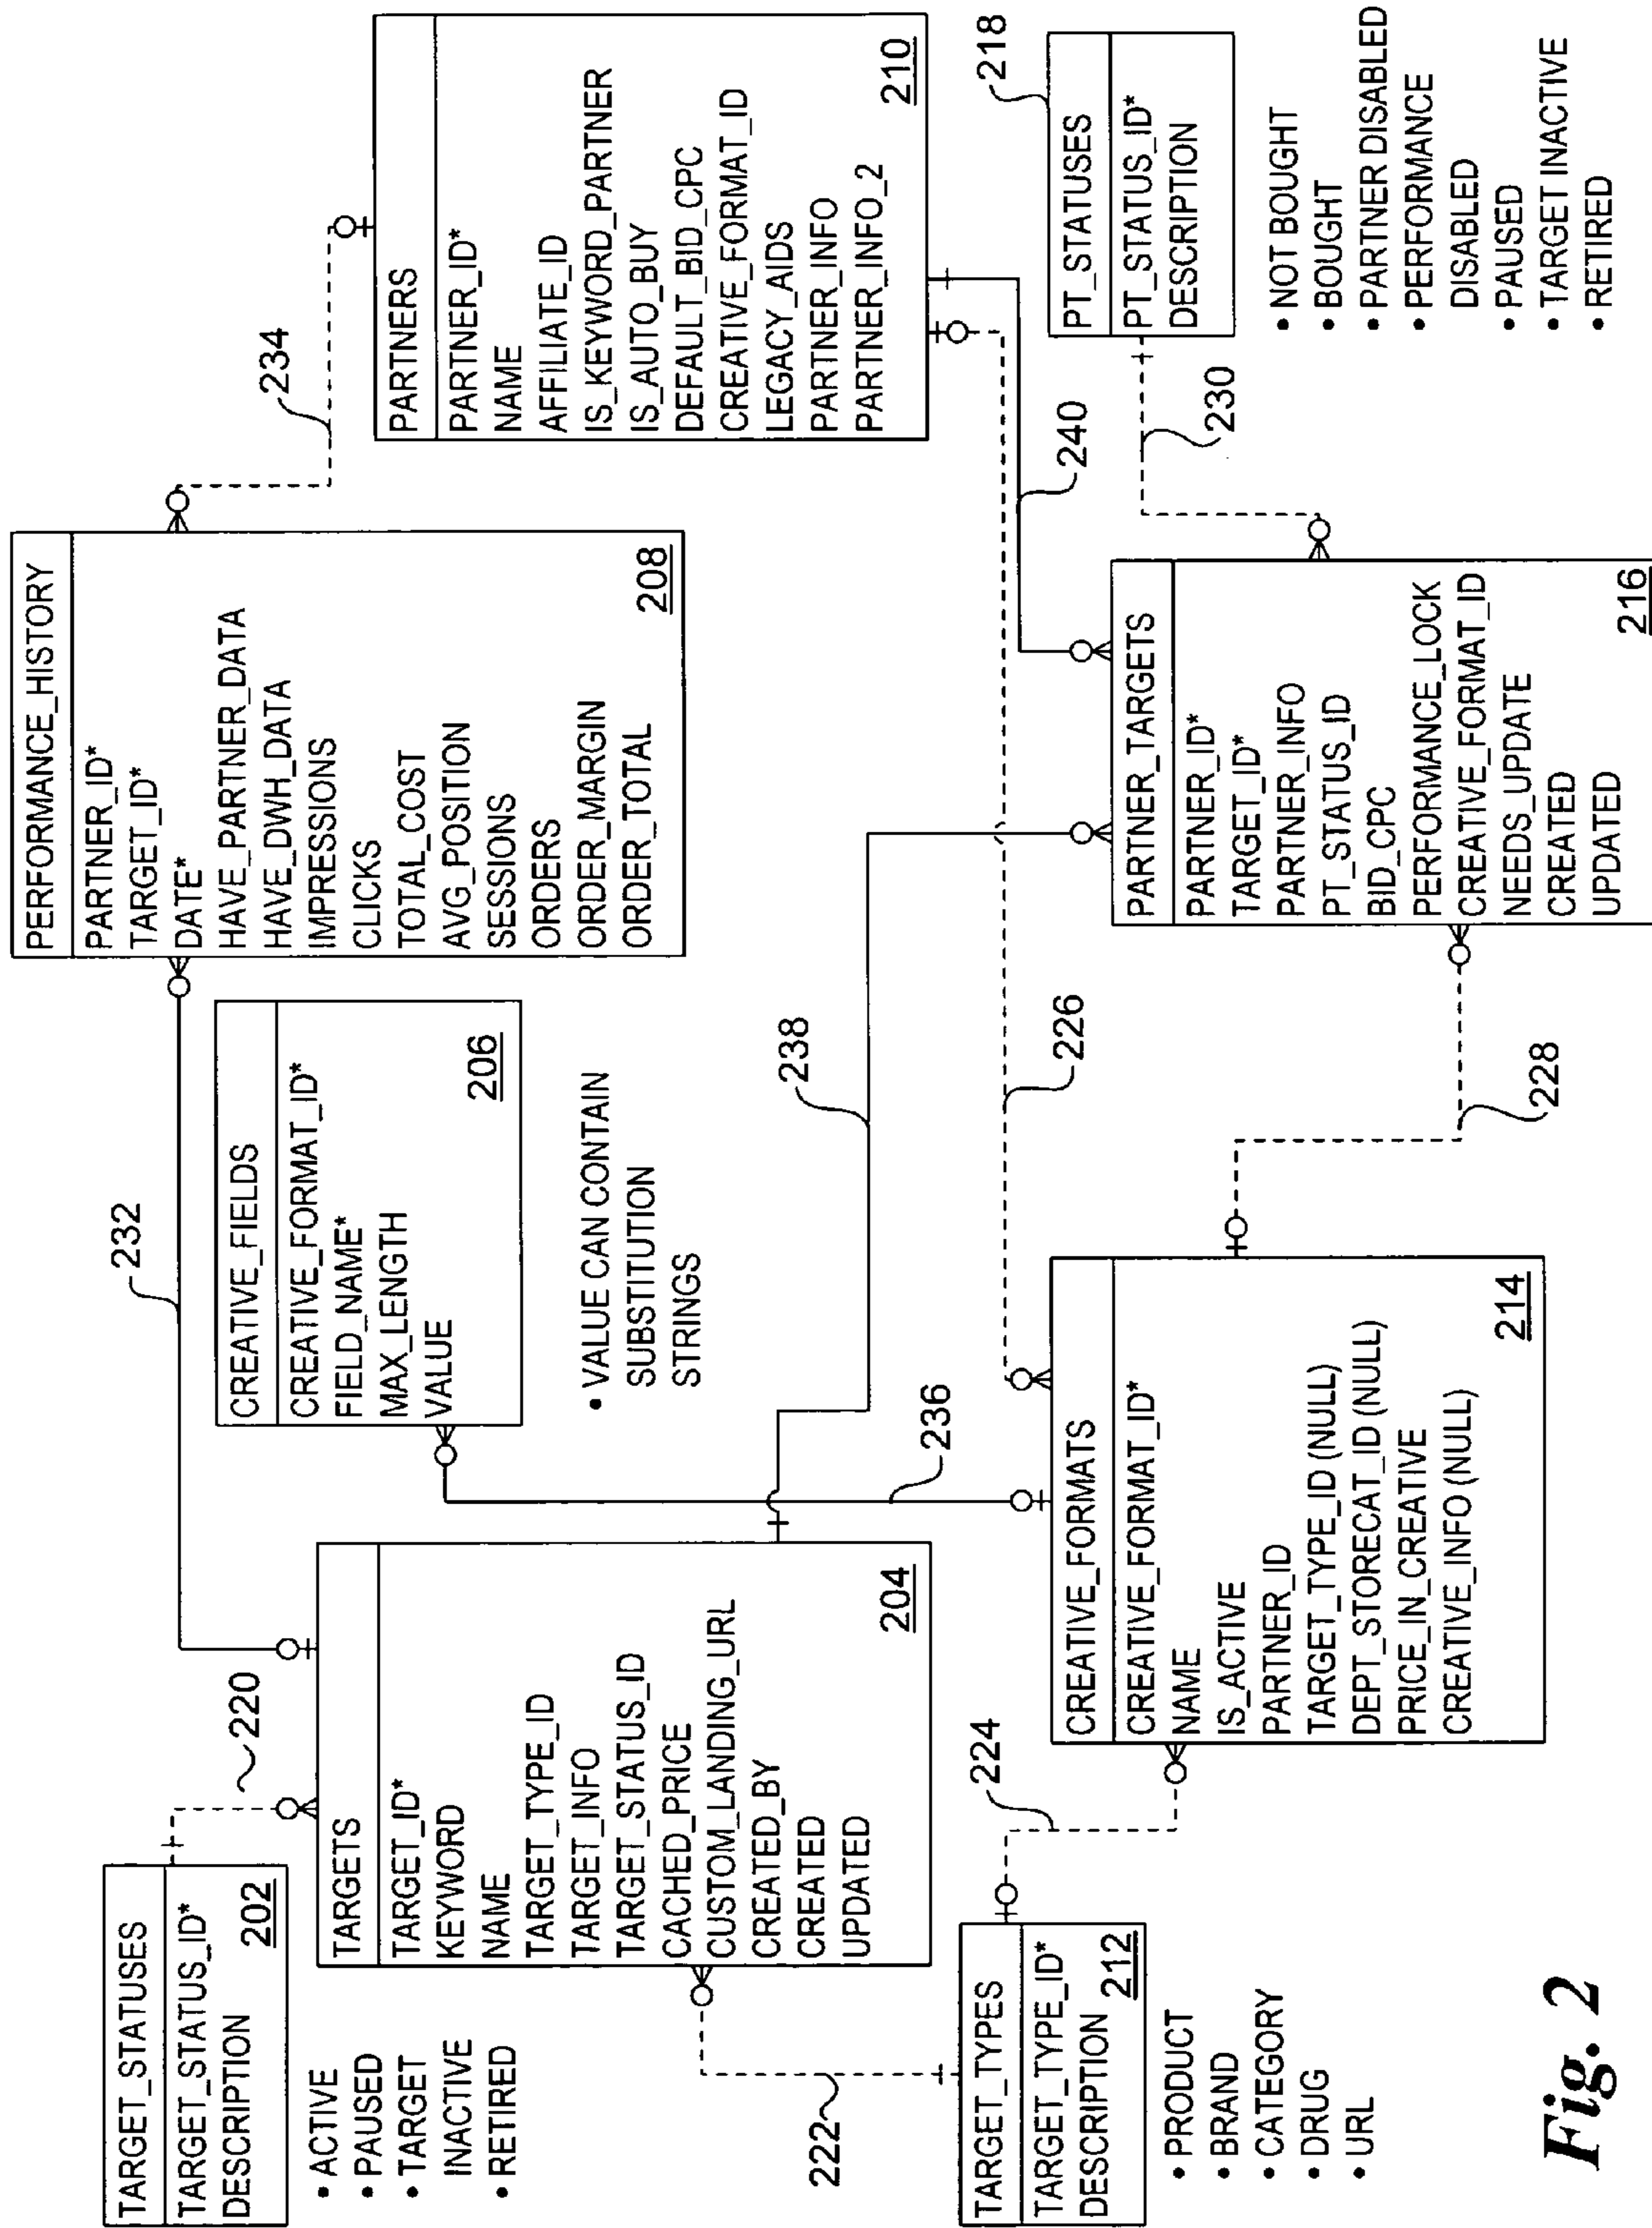 TARGET_STATUSES
TARGET_STATUS_ID*
DESCRIPTION
202
• ACTIVE
• PAUSED
• TARGET
INACTIVE
• RETIRED
220
TARGETS
TARGET_ID*
KEYWORD
NAME
TARGET_TYPE_ID
TARGET_INFO
TARGET_STATUS_ID
CACHED_PRICE
CUSTOM_LANDING_URL
CREATED_BY
CREATED
UPDATED
204
232
CREATIVE_FIELDS
CREATIVE_FORMAT_ID*
FIELD_NAME*
MAX_LENGTH
VALUE
206
• VALUE CAN CONTAIN
SUBSTITUTION
STRINGS
PERFORMANCE_HISTORY
PARTNER_ID*
TARGET_ID*
DATE*
HAVE_PARTNER_DATA
HAVE_DWH_DATA
IMPRESSIONS
CLICKS
TOTAL_COST
AVG_POSITION
SESSIONS
ORDERS
ORDER_MARGIN
ORDER_TOTAL
208
234
PARTNERS
PARTNER_ID*
NAME
AFFILIATE_ID
IS_KEYWORD_PARTNER
IS_AUTO_BUY
DEFAULT_BID_CPC
CREATIVE_FORMAT_ID
LEGACY_AIDS
PARTNER_INFO
PARTNER_INFO_2
210
222
236
238
226
240
TARGET_TYPES
TARGET_TYPE_ID*
DESCRIPTION
212
• PRODUCT
• BRAND
• CATEGORY
• DRUG
• URL
224
CREATIVE_FORMATS
CREATIVE_FORMAT_ID*
NAME
IS_ACTIVE
PARTNER_ID
TARGET_TYPE_ID (NULL)
DEPT_STORECAT_ID (NULL)
PRICE_IN_CREATIVE
CREATIVE_INFO (NULL)
214
228
PARTNER_TARGETS
PARTNER_ID*
TARGET_ID*
PARTNER_INFO
PT_STATUS_ID
BID_CPC
PERFORMANCE_LOCK
CREATIVE_FORMAT_ID
NEEDS_UPDATE
CREATED
UPDATED
216
230
PT_STATUSES
PT_STATUS_ID*
DESCRIPTION
218
• NOT BOUGHT
• BOUGHT
• PARTNER DISABLED
• PERFORMANCE
DISABLED
• PAUSED
• TARGET INACTIVE
• RETIRED
Fig. 2